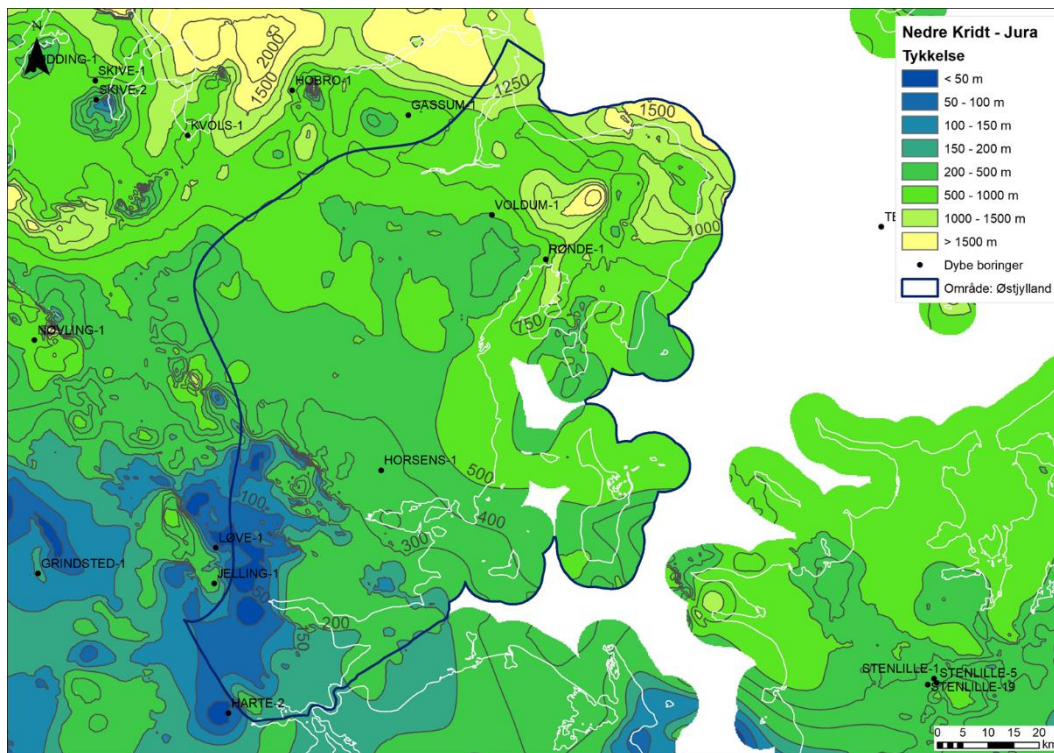 Nedre Kridt - Jura
Tykkelse
< 50 m
50 - 100 m
100 - 150 m
150 - 200 m
200 - 500 m
500 - 1000 m
1000 - 1500 m
> 1500 m
Dybe boringer
Område: Østjylland
N
SKIVE-1
SKIVE-2
KVOLS-1
HOBRO-1
GASSUM-1
2000
1500
1250
1500
1000
VOLDUM-1
RØNDE-1
750
NØVLING-1
HORSENS-1
500
400
300
100
LØVE-1
JELLING-1
50
GRINDSTED-1
200
150
HARTE-2
STENLILLE-1
STENLILLE-5
STENLILLE-19
0 5 10 20